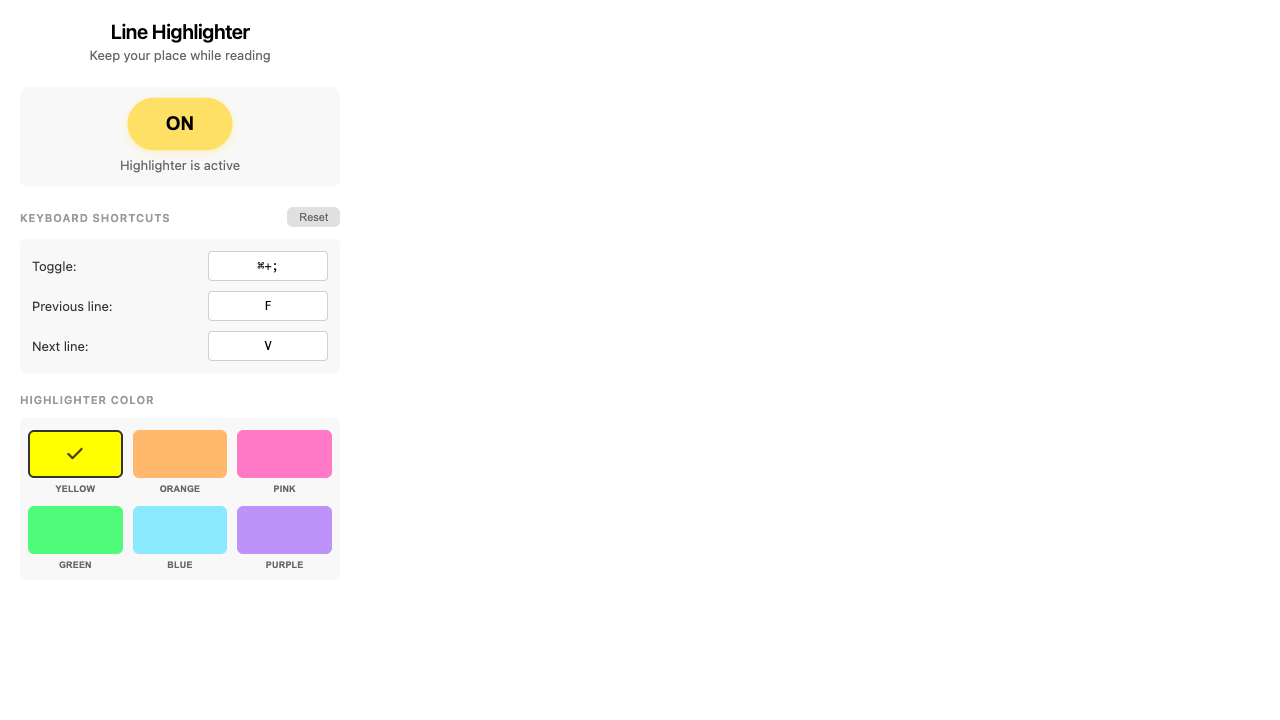 Line Highlighter
Keep your place while reading
ON
Highlighter is active
KEYBOARD SHORTCUTS
Reset
Toggle:
⌘+;
Previous line:
F
Next line:
V
HIGHLIGHTER COLOR
YELLOW
ORANGE
PINK
GREEN
BLUE
PURPLE